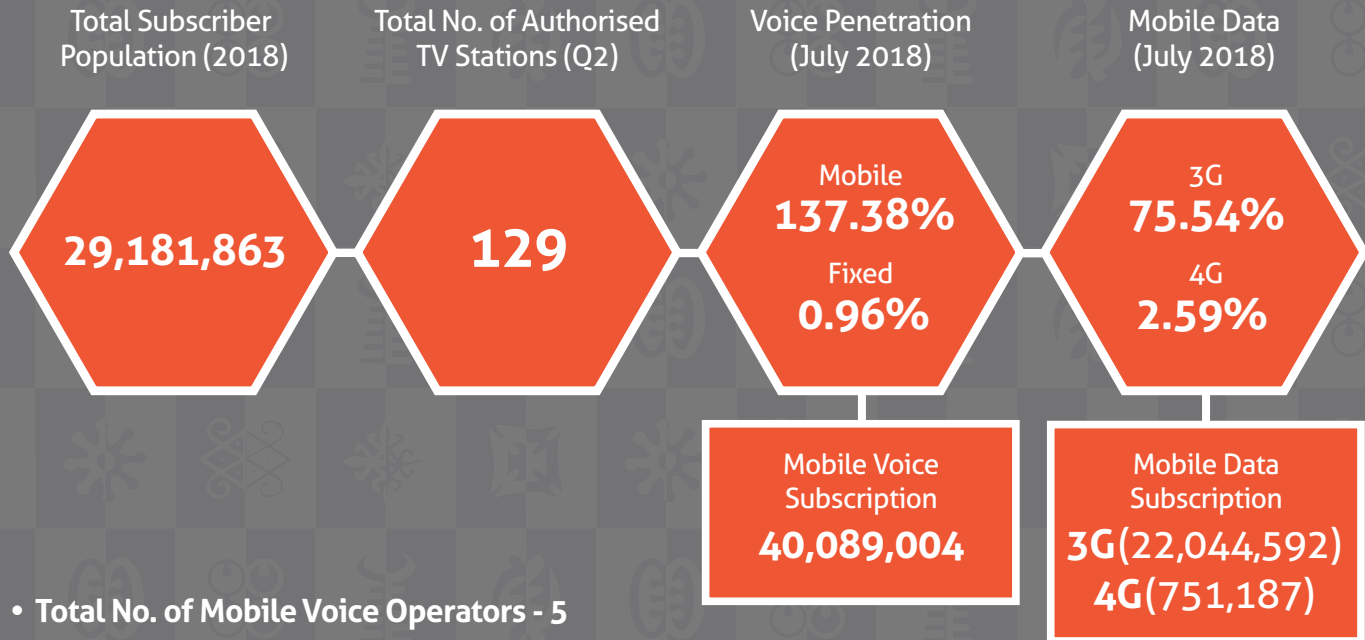 Total Subscriber
Population (2018)
29,181,863
Total No. of Authorised
TV Stations (Q2)
129
Voice Penetration
(July 2018)
Mobile
137.38%
Fixed
0.96%
Mobile Voice
Subscription
40,089,004
Mobile Data
(July 2018)
3G
75.54%
4G
2.59%
Mobile Data
Subscription
3G(22,044,592)
4G(751,187)
• Total No. of Mobile Voice Operators - 5